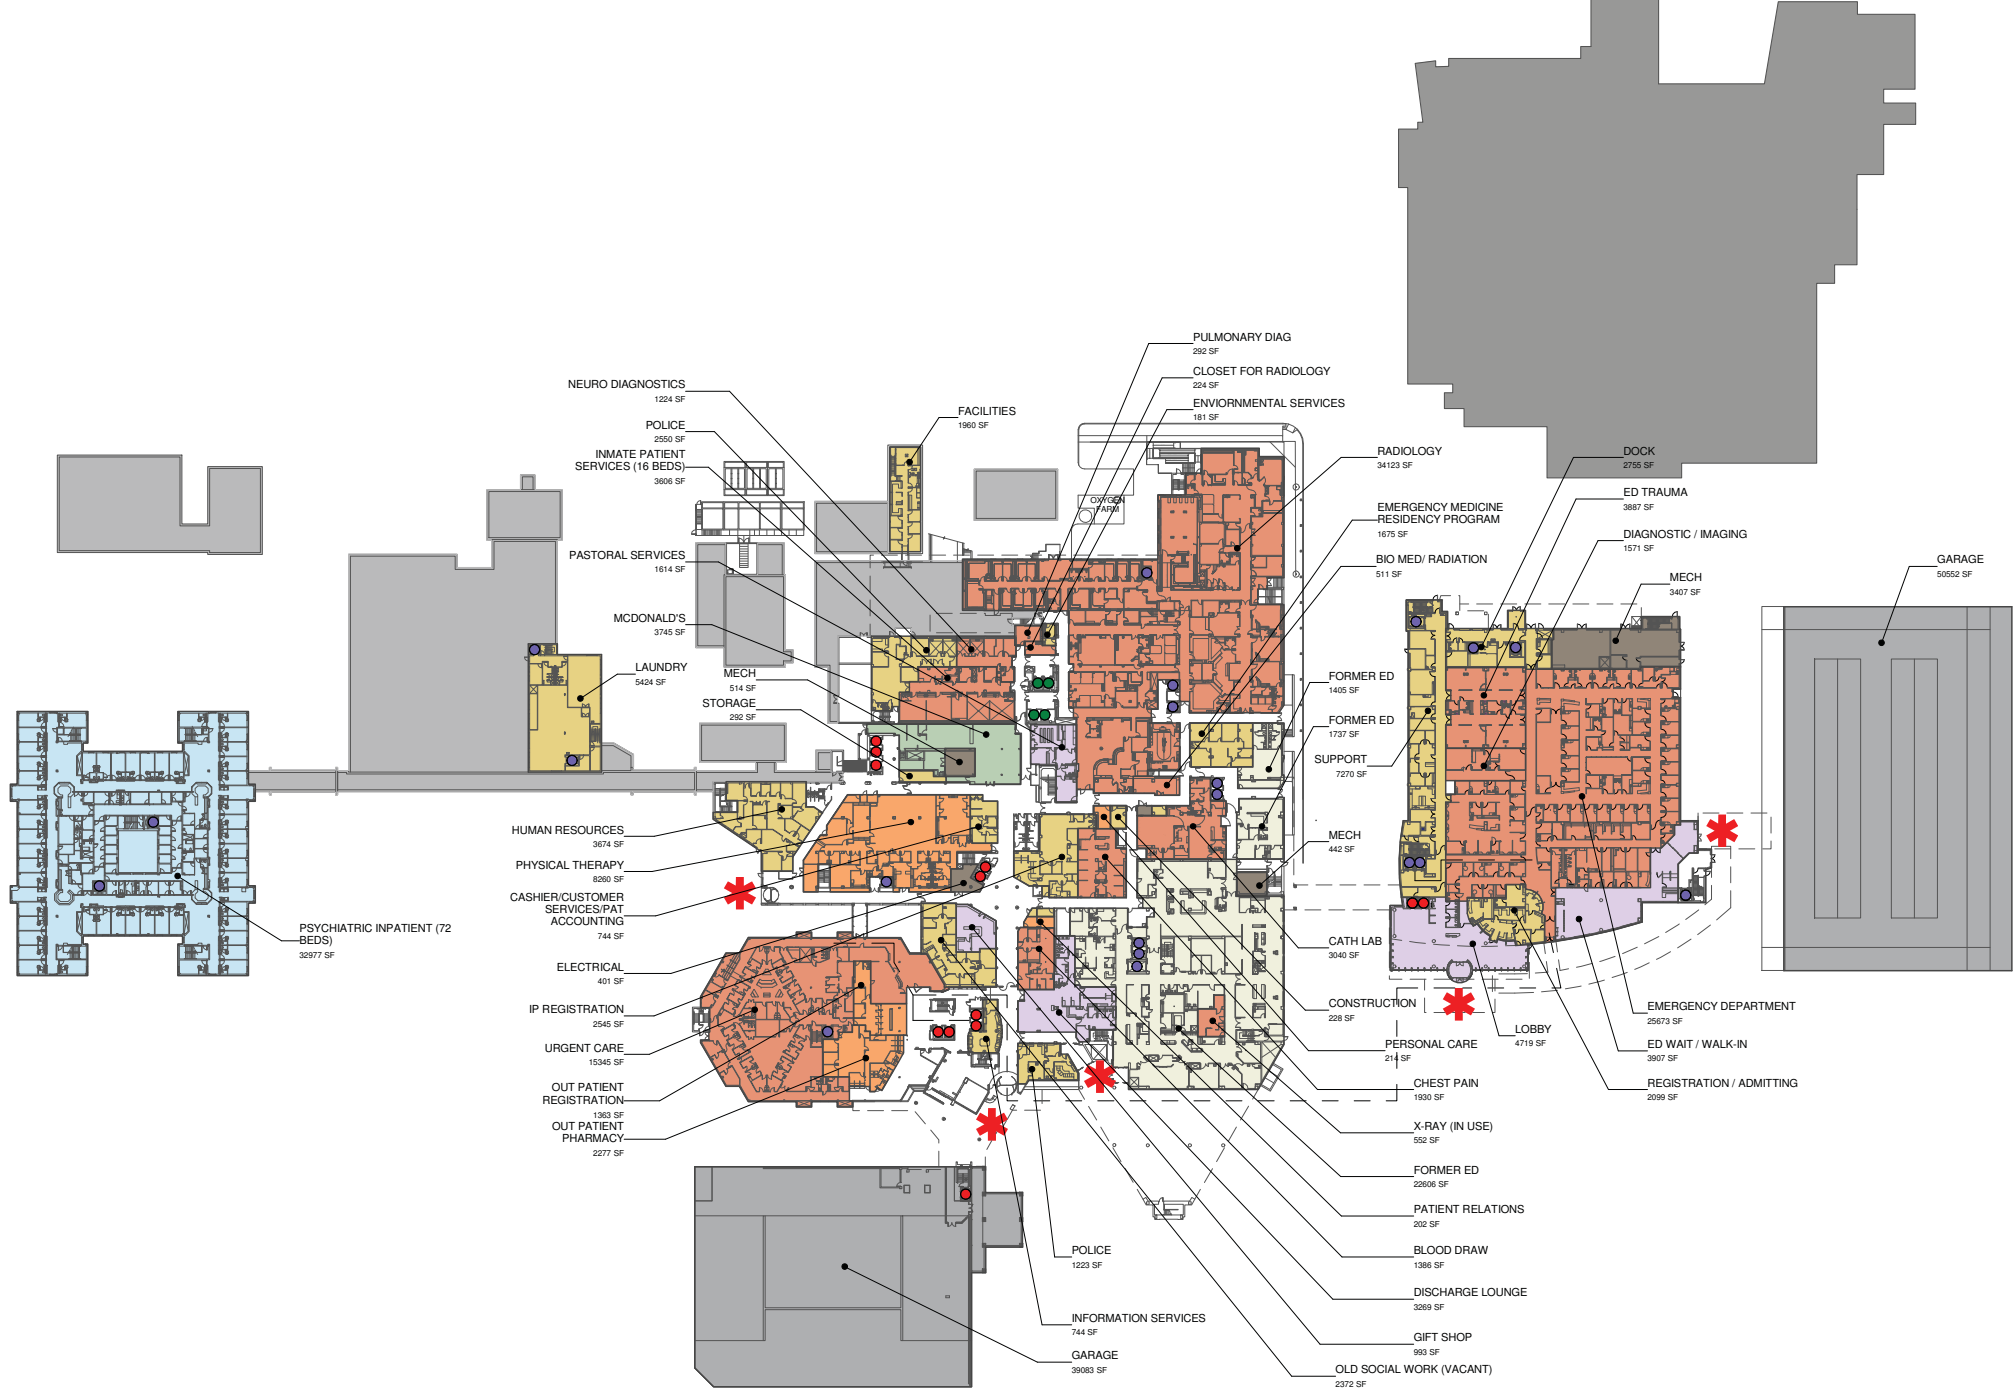 PULMONARY DIAG
292 SF
CLOSET FOR RADIOLOGY
224 SF
ENVIORNMENTAL SERVICES
181 SF
NEURO DIAGNOSTICS
1224 SF
POLICE
2550 SF
INMATE PATIENT
SERVICES (16 BEDS)
3606 SF
FACILITIES
1960 SF
PASTORAL SERVICES
1614 SF
MCDONALD'S
3745 SF
LAUNDRY
5424 SF
MECH
514 SF
STORAGE
292 SF
OXYGEN
FARM
RADIOLOGY
34123 SF
EMERGENCY MEDICINE
RESIDENCY PROGRAM
1675 SF
BIO MED/ RADIATION
511 SF
FORMER ED
1405 SF
FORMER ED
1737 SF
MECH
442 SF
DOCK
2755 SF
ED TRAUMA
3887 SF
DIAGNOSTIC / IMAGING
1571 SF
MECH
3407 SF
SUPPORT
7270 SF
GARAGE
50552 SF
HUMAN RESOURCES
3674 SF
PHYSICAL THERAPY
8260 SF
CASHIER/CUSTOMER
SERVICES/PAT
ACCOUNTING
744 SF
PSYCHIATRIC INPATIENT (72
BEDS)
32977 SF
ELECTRICAL
401 SF
IP REGISTRATION
2545 SF
URGENT CARE
15345 SF
OUT PATIENT
REGISTRATION
1363 SF
OUT PATIENT
PHARMACY
2277 SF
CATH LAB
3040 SF
CONSTRUCTION
228 SF
PERSONAL CARE
214 SF
CHEST PAIN
1930 SF
X-RAY (IN USE)
552 SF
FORMER ED
22606 SF
PATIENT RELATIONS
202 SF
BLOOD DRAW
1386 SF
DISCHARGE LOUNGE
3269 SF
GIFT SHOP
993 SF
OLD SOCIAL WORK (VACANT)
2372 SF
LOBBY
4719 SF
EMERGENCY DEPARTMENT
25673 SF
ED WAIT / WALK-IN
3907 SF
REGISTRATION / ADMITTING
2099 SF
POLICE
1223 SF
INFORMATION SERVICES
744 SF
GARAGE
39083 SF